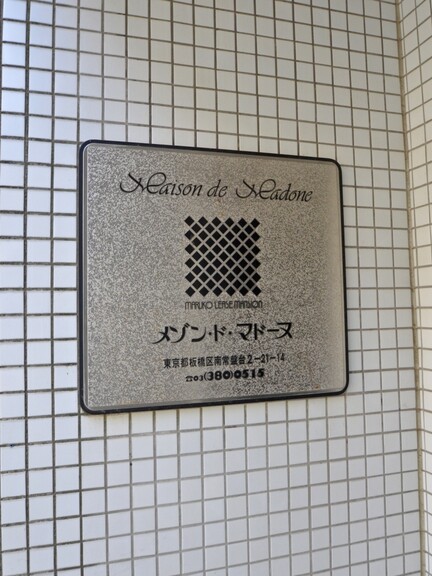 Maison de Madone
MARUKO LEASE MANSION
メゾン・ド・マドーヌ
東京都板橋区南常盤台2-21-14
☎03(380)0515